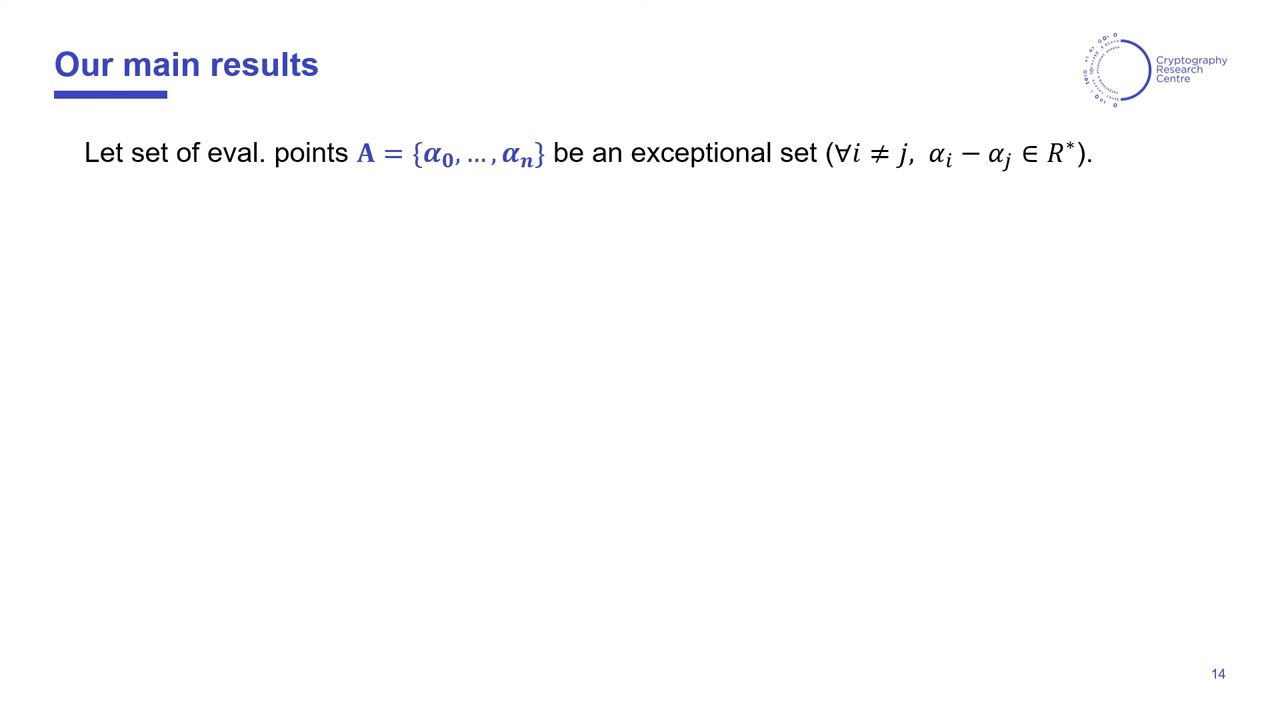 Our main results
Cryptography
Research
Centre
Let set of eval. points 𝐀 = {𝜶₀, … , 𝜶ₙ} be an exceptional set (∀𝑖 ≠ 𝑗, 𝛼ᵢ − 𝛼ⱼ ∈ 𝑅*).
14